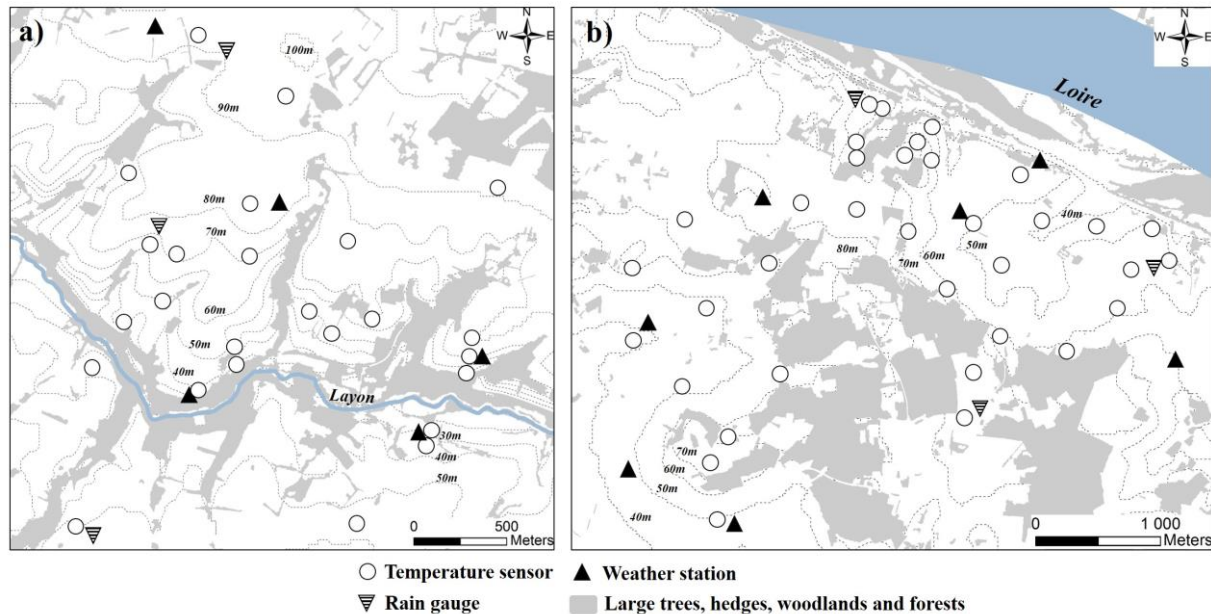 a)
N
W E
S
100m
90m
80m
70m
60m
50m
40m
Layon
30m
40m
50m
0 500
Meters
b)
N
W E
S
Loire
40m
50m
60m
70m
80m
70m
60m
50m
40m
0 1 000
Meters
Temperature sensor
Weather station
Rain gauge
Large trees, hedges, woodlands and forests